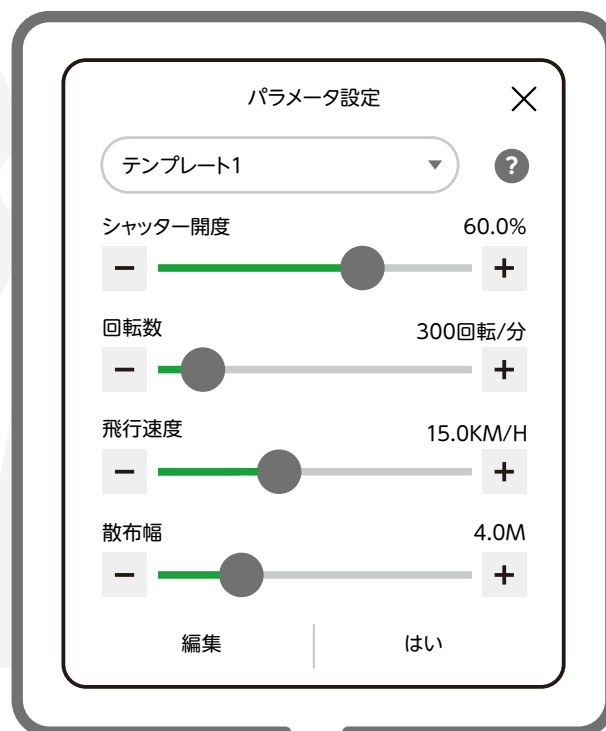 パラメータ設定
テンプレート1
?
シャッター開度 60.0%
− +
回転数 300回転/分
− +
飛行速度 15.0KM/H
− +
散布幅 4.0M
− +
編集 はい